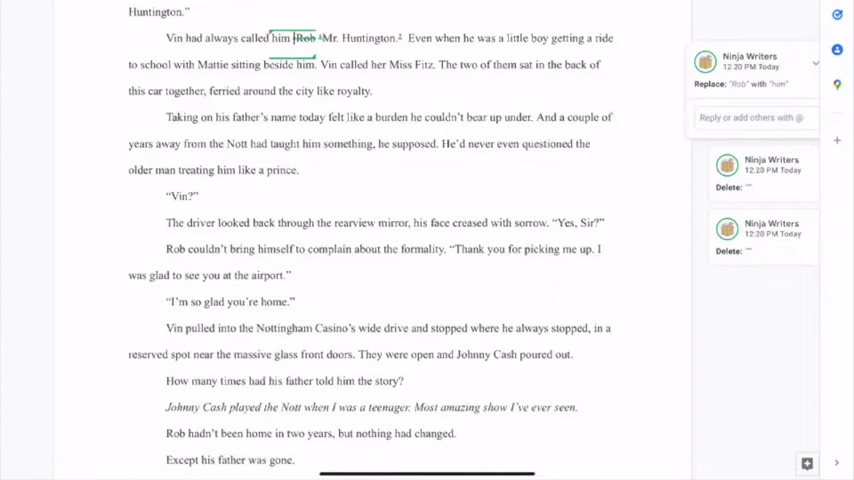 Huntington.”
Vin had always called him Rob “Mr. Huntington.” Even when he was a little boy getting a ride
to school with Mattie sitting beside him. Vin called her Miss Fitz. The two of them sat in the back of
this car together, ferried around the city like royalty.
Taking on his father’s name today felt like a burden he couldn’t bear up under. And a couple of
years away from the Nott had taught him something, he supposed. He’d never even questioned the
older man treating him like a prince.
“Vin?”
The driver looked back through the rearview mirror, his face creased with sorrow. “Yes, Sir?”
Rob couldn’t bring himself to complain about the formality. “Thank you for picking me up. I
was glad to see you at the airport.”
“I’m so glad you’re home.”
Vin pulled into the Nottingham Casino’s wide drive and stopped where he always stopped, in a
reserved spot near the massive glass front doors. They were open and Johnny Cash poured out.
How many times had his father told him the story?
Johnny Cash played the Nott when I was a teenager. Most amazing show I’ve ever seen.
Rob hadn’t been home in two years, but nothing had changed.
Except his father was gone.
Ninja Writers
12:20 PM Today
Replace: “Rob” with “him”
Reply or add others with @
Ninja Writers
12:20 PM Today
Delete: “”
Ninja Writers
12:20 PM Today
Delete: “”